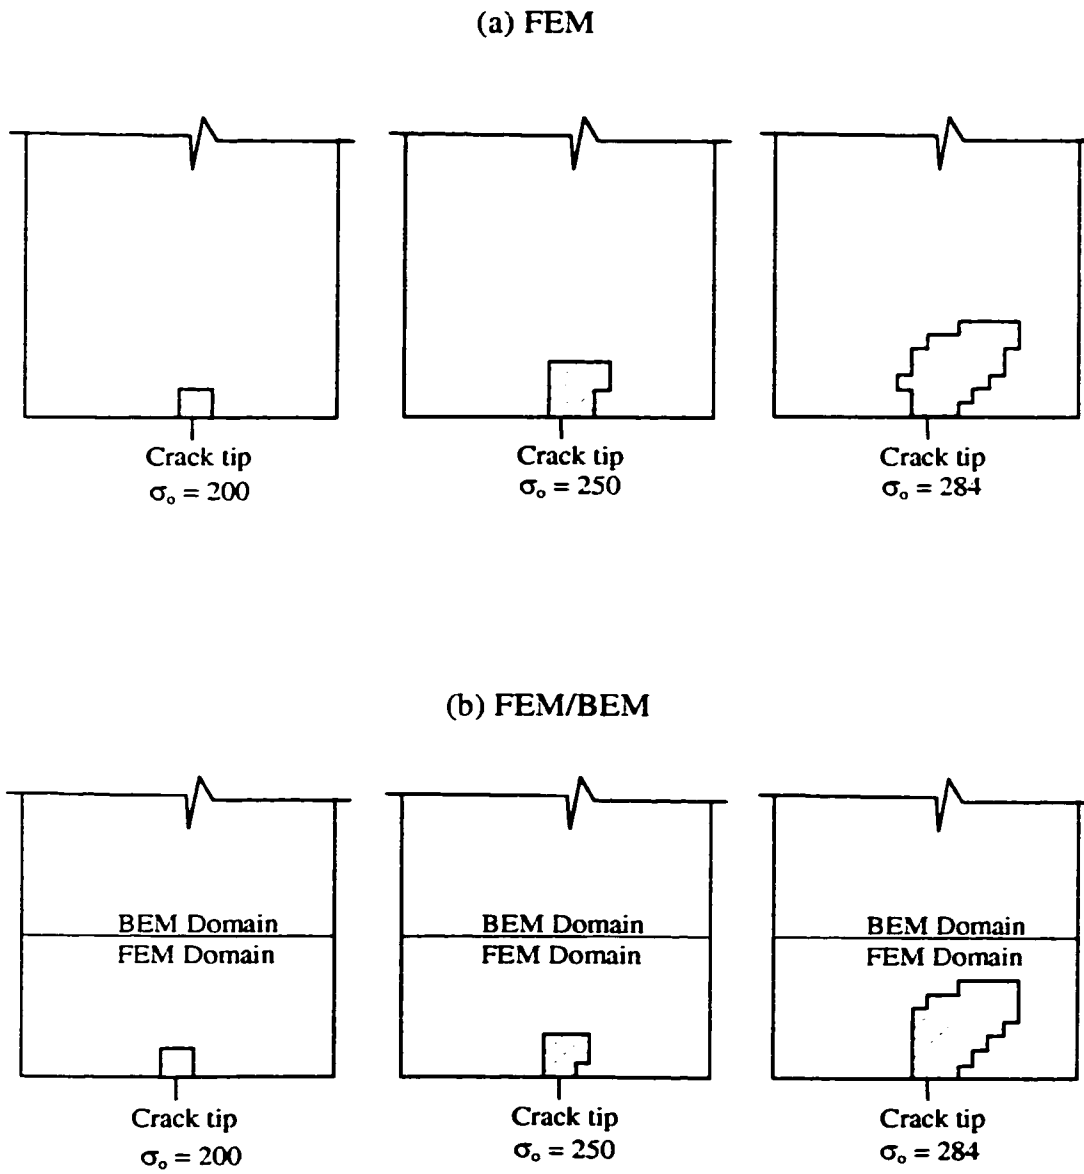 (a) FEM
Crack tip
σₒ = 200
Crack tip
σₒ = 250
Crack tip
σₒ = 284
(b) FEM/BEM
BEM Domain
FEM Domain
Crack tip
σₒ = 200
BEM Domain
FEM Domain
Crack tip
σₒ = 250
BEM Domain
FEM Domain
Crack tip
σₒ = 284